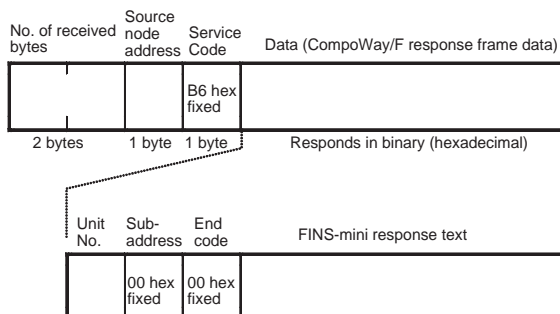 No. of received bytes
Source node address
Service Code
Data (CompoWay/F response frame data)
B6 hex fixed
2 bytes
1 byte
1 byte
Responds in binary (hexadecimal)
Unit No.
Sub-address
End code
FINS-mini response text
00 hex fixed
00 hex fixed